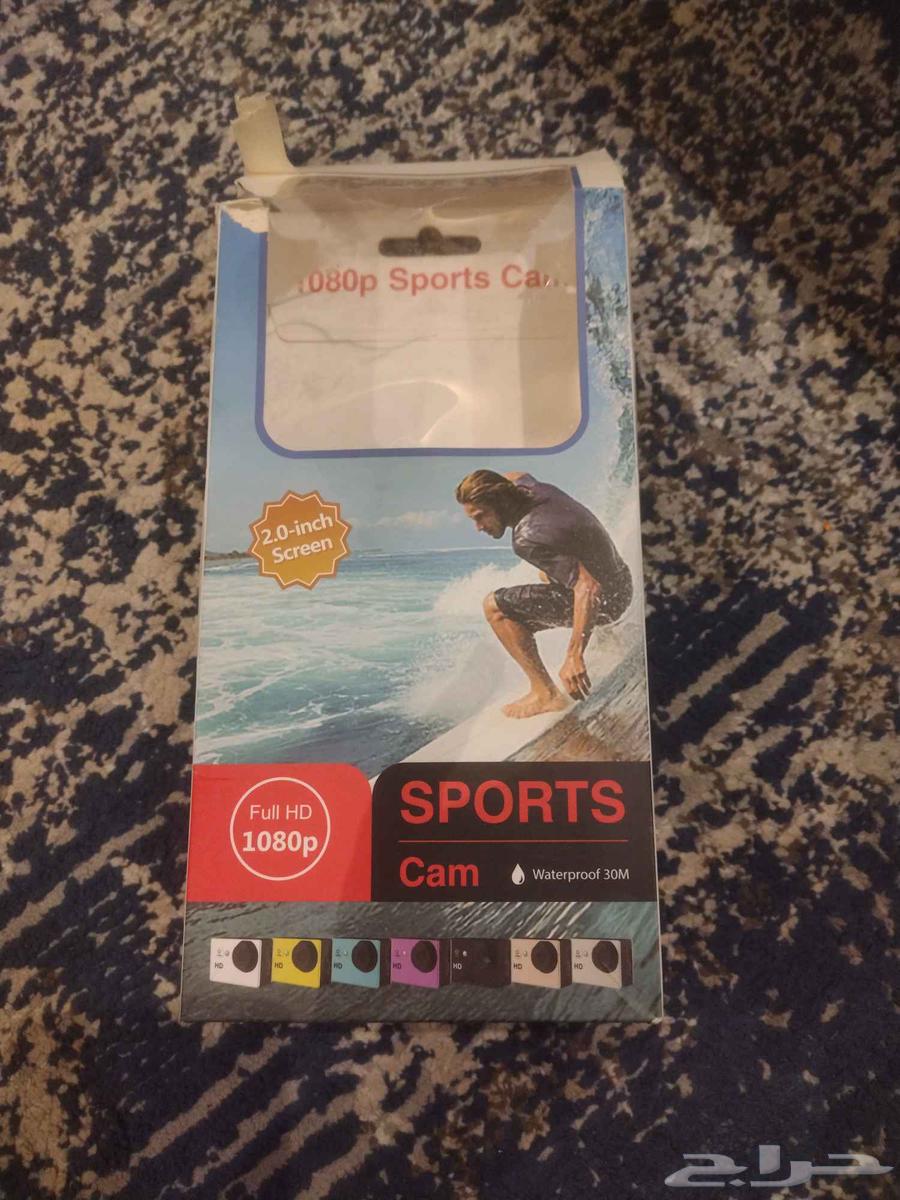 1080p Sports Cam
2.0-inch
Screen
Full HD
1080p
SPORTS
Cam
Waterproof 30M
HD
HD
HD
HD
HD
HD
HD
حراج